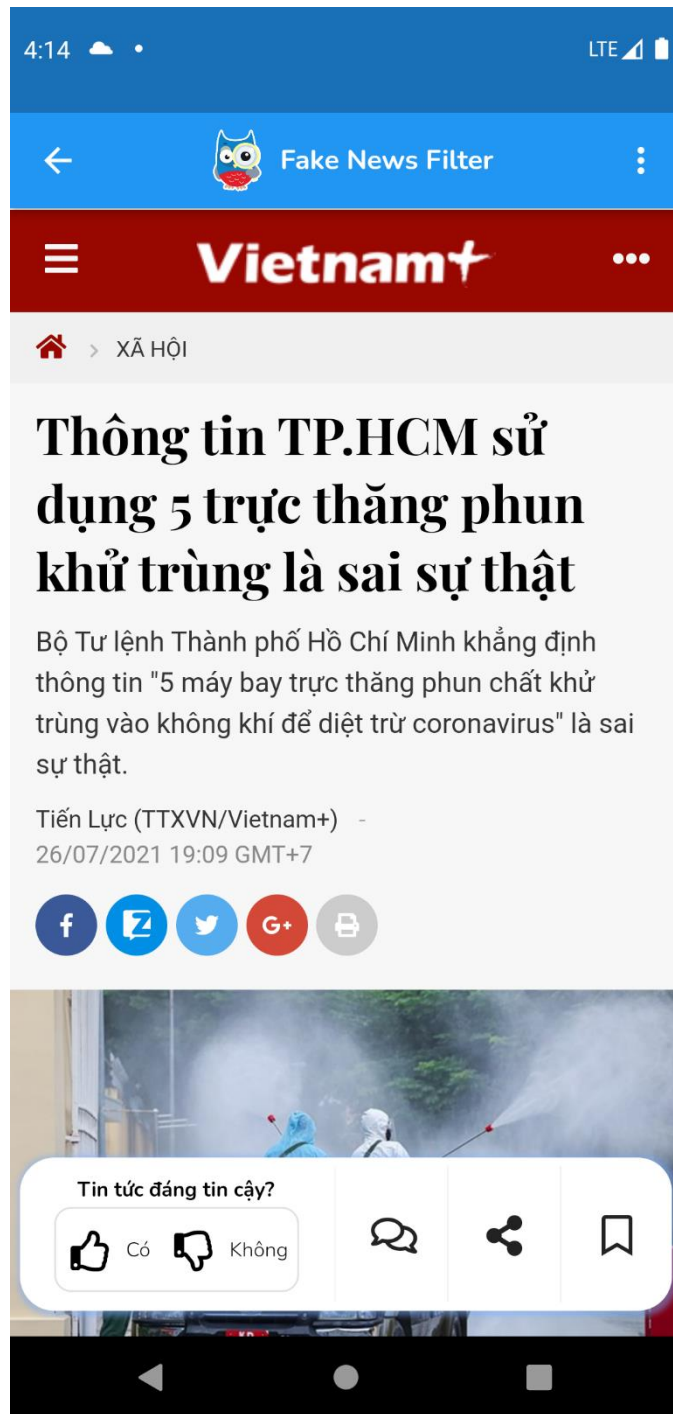 4:14
LTE
Fake News Filter
Vietnam+
XÃ HỘI
Thông tin TP.HCM sử
dụng 5 trực thăng phun
khử trùng là sai sự thật
Bộ Tư lệnh Thành phố Hồ Chí Minh khẳng định
thông tin "5 máy bay trực thăng phun chất khử
trùng vào không khí để diệt trừ coronavirus" là sai
sự thật.
Tiến Lực (TTXVN/Vietnam+) -
26/07/2021 19:09 GMT+7
f
Z
G+
Tin tức đáng tin cậy?
Có
Không